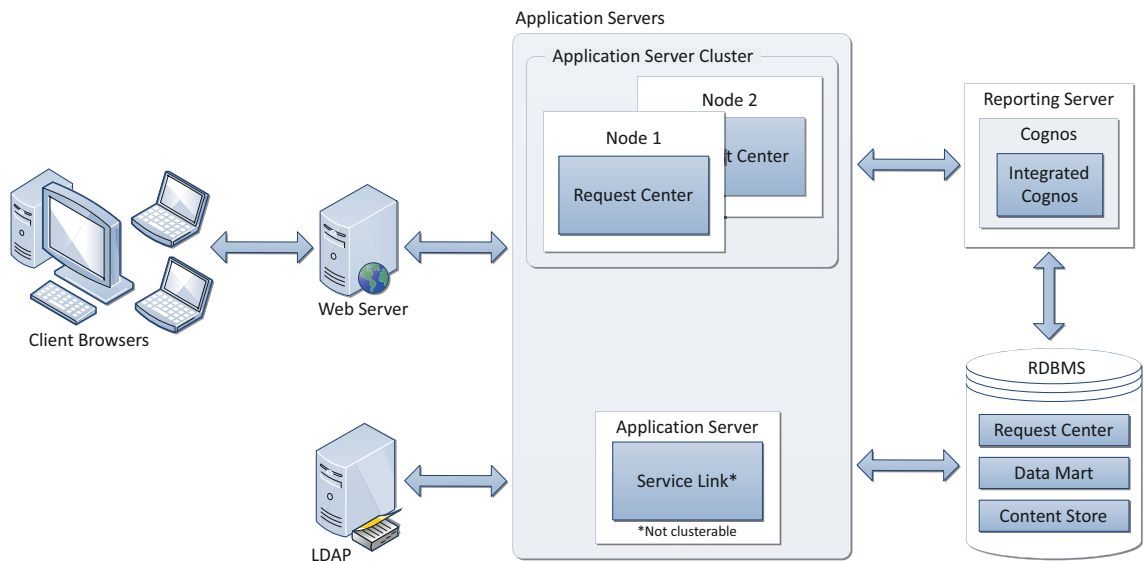 Application Servers
Application Server Cluster
Node 2
t Center
Node 1
Request Center
Reporting Server
Cognos
Integrated
Cognos
Web Server
Client Browsers
RDBMS
Request Center
Data Mart
Content Store
Application Server
Service Link*
*Not clusterable
LDAP